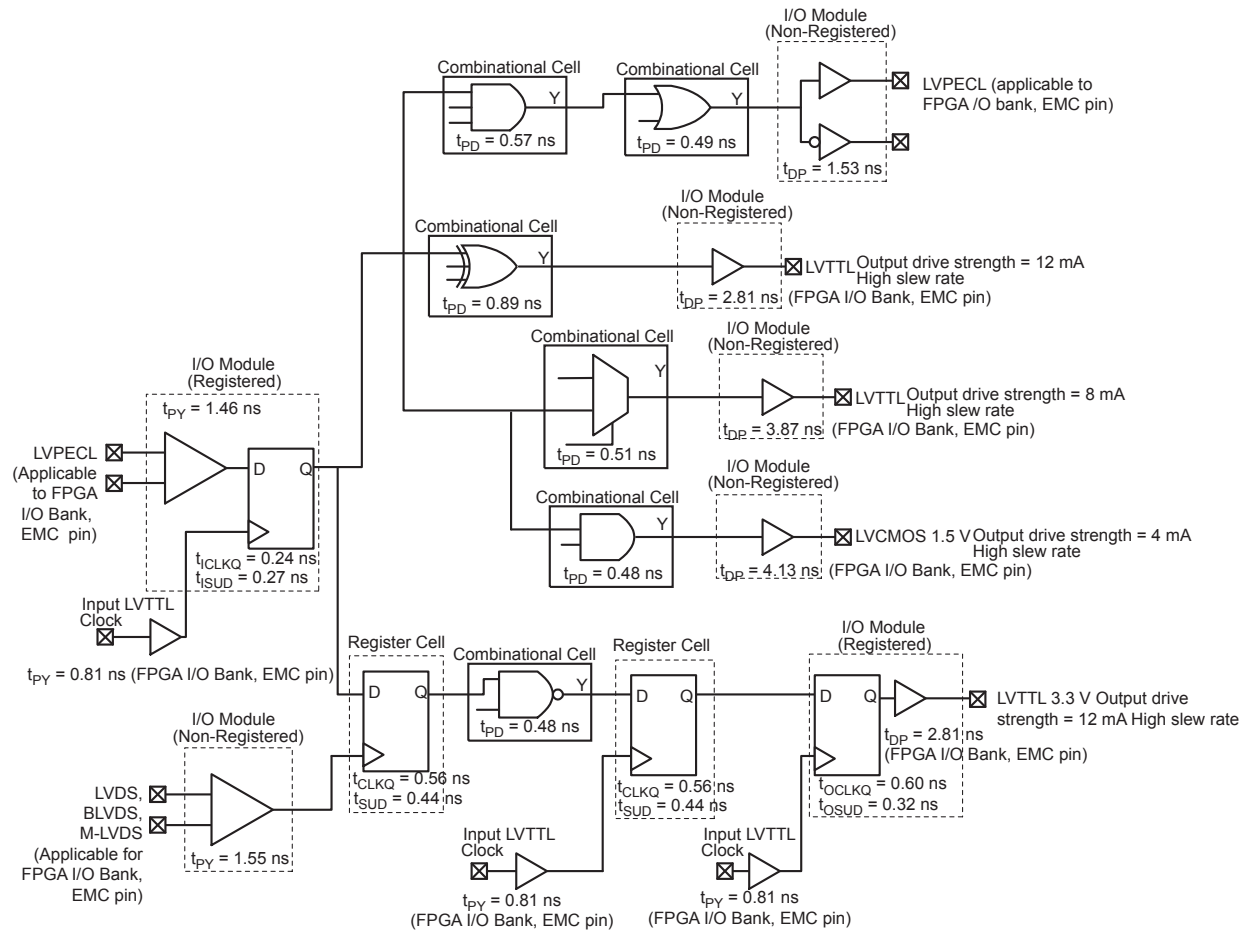 I/O Module
(Non-Registered)
Combinational Cell
Y
tPD = 0.57 ns
Combinational Cell
Y
tPD = 0.49 ns
tDP = 1.53 ns
LVPECL (applicable to
FPGA /O bank, EMC pin)
Combinational Cell
Y
tPD = 0.89 ns
I/O Module
(Non-Registered)
tDP = 2.81 ns
LVTTL Output drive strength = 12 mA
High slew rate
(FPGA I/O Bank, EMC pin)
Combinational Cell
Y
tPD = 0.51 ns
I/O Module
(Non-Registered)
tDP = 3.87 ns
LVTTL Output drive strength = 8 mA
High slew rate
(FPGA I/O Bank, EMC pin)
Combinational Cell
Y
tPD = 0.48 ns
I/O Module
(Non-Registered)
tDP = 4.13 ns
LVCMOS 1.5 V Output drive strength = 4 mA
High slew rate
(FPGA I/O Bank, EMC pin)
I/O Module
(Registered)
tPY = 1.46 ns
LVPECL
(Applicable
to FPGA
I/O Bank,
EMC pin)
D Q
tICLKQ = 0.24 ns
tISUD = 0.27 ns
Input LVTTL
Clock
tPY = 0.81 ns (FPGA I/O Bank, EMC pin)
I/O Module
(Non-Registered)
LVDS,
BLVDS,
M-LVDS
(Applicable for
FPGA I/O Bank,
EMC pin)
tPY = 1.55 ns
Register Cell
D Q
tCLKQ = 0.56 ns
tSUD = 0.44 ns
Combinational Cell
Y
tPD = 0.48 ns
Register Cell
D Q
tCLKQ = 0.56 ns
tSUD = 0.44 ns
Input LVTTL
Clock
tPY = 0.81 ns
(FPGA I/O Bank, EMC pin)
I/O Module
(Registered)
D Q
tDP = 2.81 ns
(FPGA I/O Bank, EMC pin)
tOCLKQ = 0.60 ns
tOSUD = 0.32 ns
LVTTL 3.3 V Output drive
strength = 12 mA High slew rate
Input LVTTL
Clock
tPY = 0.81 ns
(FPGA I/O Bank, EMC pin)